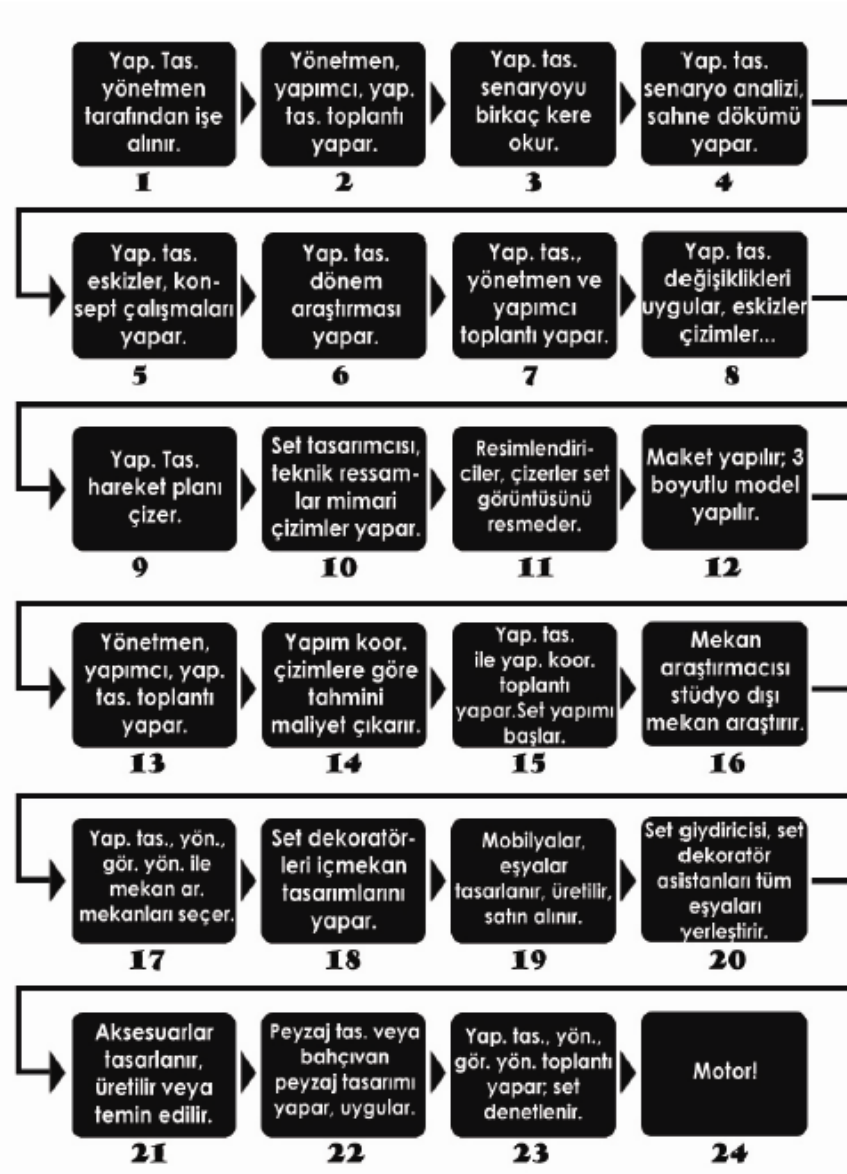 Yap. Tas.
yönetmen
tarafından işe
alınır.
1
Yönetmen,
yapımcı, yap.
tas. toplantı
yapar.
2
Yap. tas.
senaryoyu
birkaç kere
okur.
3
Yap. tas.
senaryo analizi,
sahne dökümü
yapar.
4
Yap. tas.
eskizler, kon-
sept çalışmaları
yapar.
5
Yap. tas.
dönem
araştırması
yapar.
6
Yap. tas.,
yönetmen ve
yapımcı
toplantı yapar.
7
Yap. tas.
değişiklikleri
uygular, eskizler
çizimler...
8
Yap. Tas.
hareket planı
çizer.
9
Set tasarımcısı,
teknik ressam-
lar mimari
çizimler yapar.
10
Resimlendiri-
ciler, çizerler set
görüntüsünü
resmeder.
11
Maket yapılır; 3
boyutlu model
yapılır.
12
Yönetmen,
yapımcı, yap.
tas. toplantı
yapar.
13
Yapım koor.
çizimlere göre
tahmini
maliyet çıkarır.
14
Yap. tas.
ile yap. koor.
toplantı
yapar.Set yapımı
başlar.
15
Mekan
araştırmacısı
stüdyo dışı
mekan araştırır.
16
Yap. tas., yön.,
gör. yön. ile
mekan ar.
mekanları seçer.
17
Set dekoratör-
leri içmekan
tasarımlarını
yapar.
18
Mobilyalar,
eşyalar
tasarlanır, üretilir,
satın alınır.
19
Set giydiricisi, set
dekoratör
asistanları tüm
eşyaları
yerleştirir.
20
Aksesuarlar
tasarlanır,
üretilir veya
temin edilir.
21
Peyzaj tas. veya
bahçıvan
peyzaj tasarımı
yapar, uygular.
22
Yap. tas., yön.,
gör. yön. toplantı
yapar; set
denetlenir.
23
Motor!
24